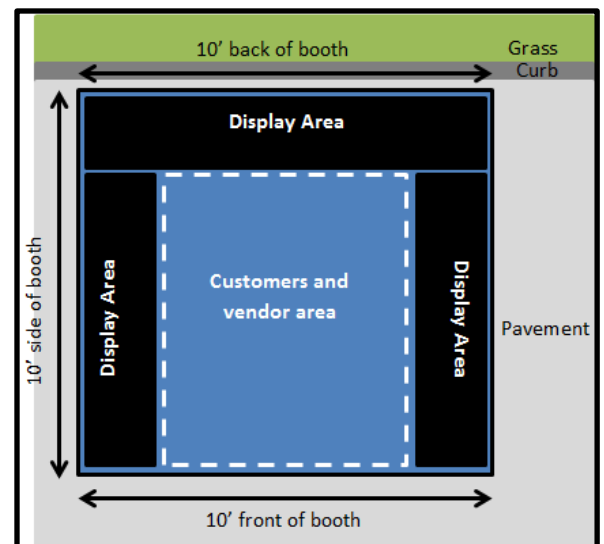 10’ back of booth
Grass
Curb
Display Area
10’ side of booth
Display Area
Customers and
vendor area
Display Area
Pavement
10’ front of booth